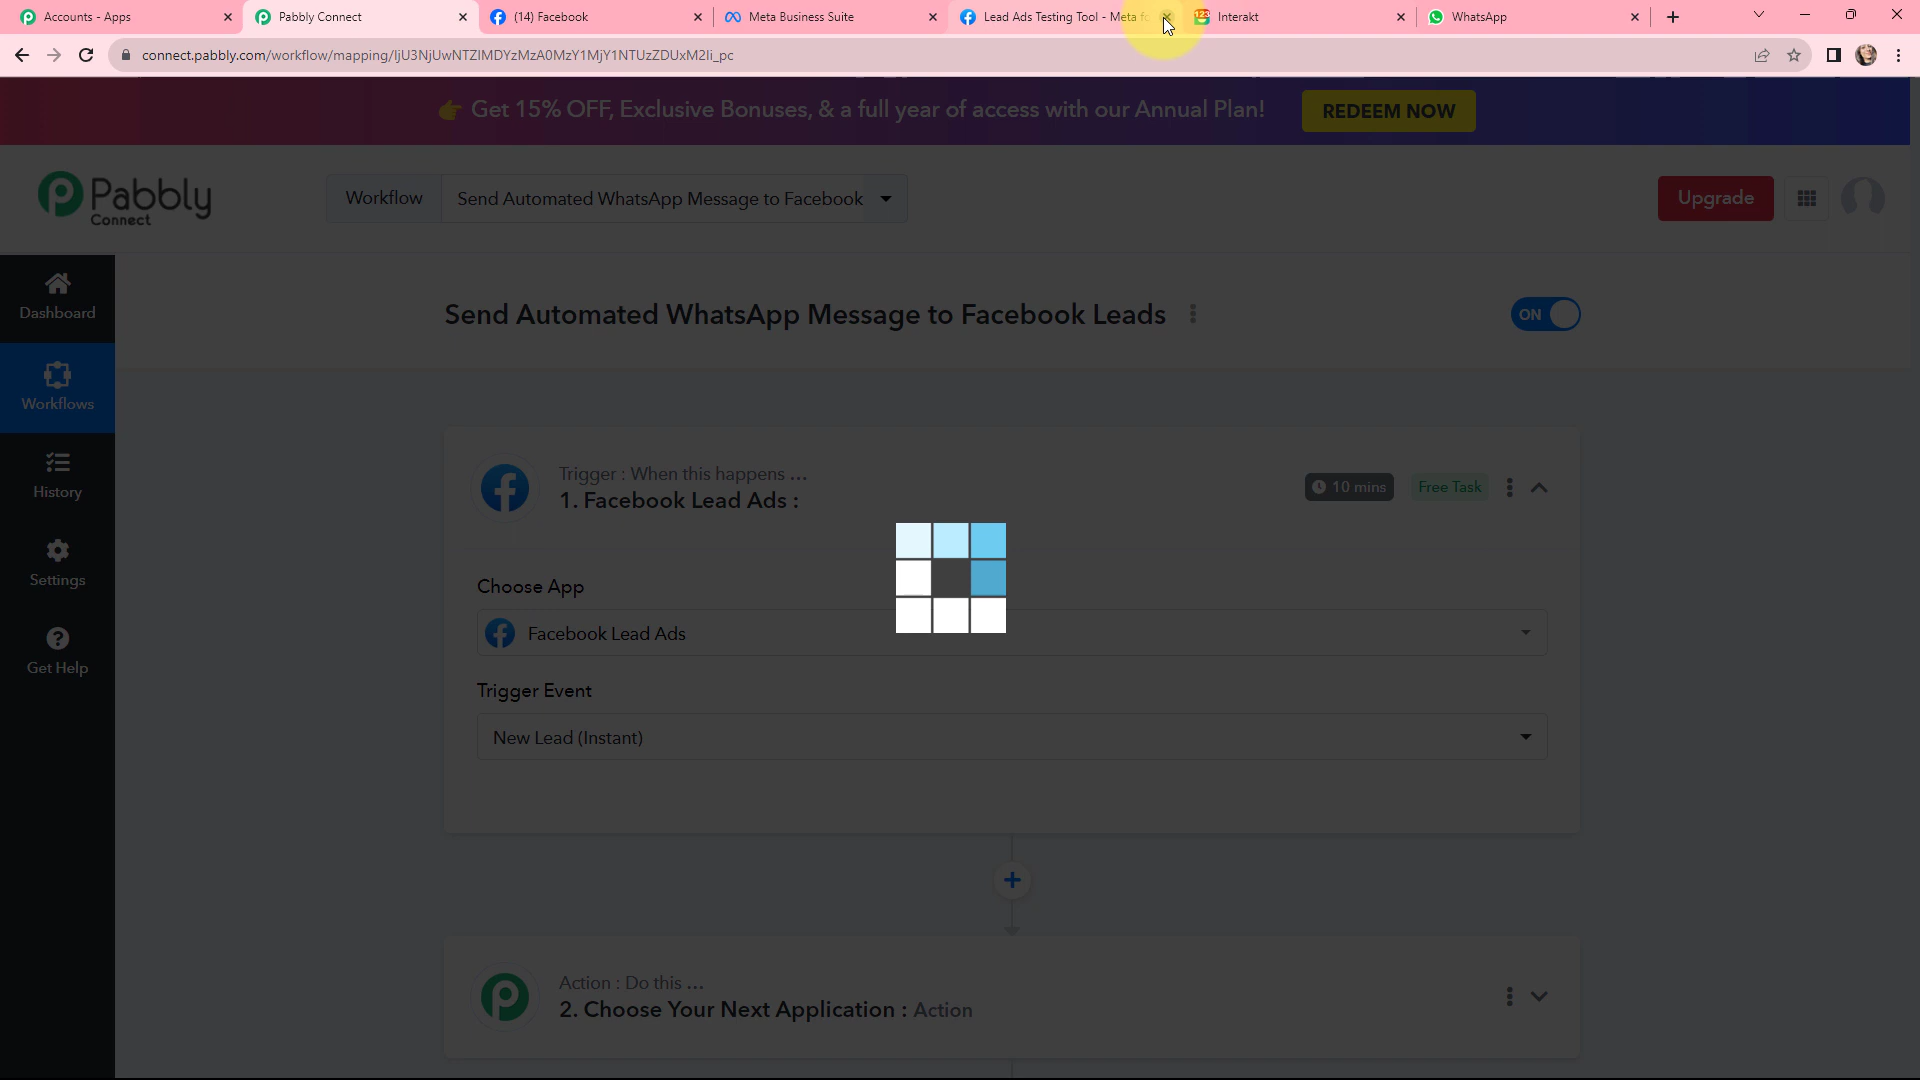 Accounts - Apps
Pabbly Connect
(14) Facebook
Meta Business Suite
Lead Ads Testing Tool - Meta fo
Interakt
WhatsApp
connect.pabbly.com/workflow/mapping/IjU3NjUwNTZlMDYzMzA0MzY1MjY1NTUzZDUxM2Ii_pc
👉 Get 15% OFF, Exclusive Bonuses, & a full year of access with our Annual Plan!
REDEEM NOW
Pabbly
Connect
Workflow
Send Automated WhatsApp Message to Facebook
Upgrade
Dashboard
Workflows
History
Settings
Get Help
Send Automated WhatsApp Message to Facebook Leads
ON
Trigger : When this happens ...
1. Facebook Lead Ads :
10 mins
Free Task
Choose App
Facebook Lead Ads
Trigger Event
New Lead (Instant)
Action : Do this ...
2. Choose Your Next Application : Action